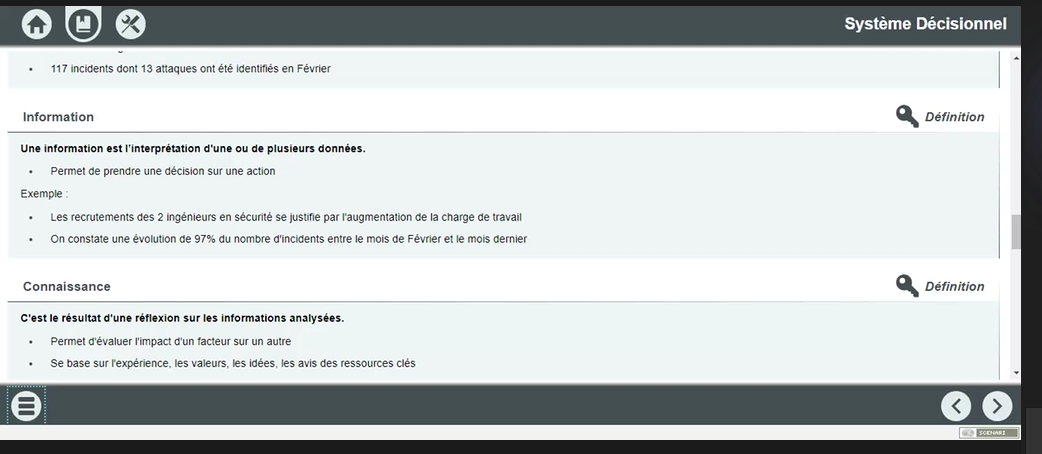 Système Décisionnel
117 incidents dont 13 attaques ont été identifiés en Février
Information
Définition
Une information est l'interprétation d'une ou de plusieurs données.
Permet de prendre une décision sur une action
Exemple :
Les recrutements des 2 ingénieurs en sécurité se justifie par l'augmentation de la charge de travail
On constate une évolution de 97% du nombre d'incidents entre le mois de Février et le mois dernier
Connaissance
Définition
C'est le résultat d'une réflexion sur les informations analysées.
Permet d'évaluer l'impact d'un facteur sur un autre
Se base sur l'expérience, les valeurs, les idées, les avis des ressources clés
SCENARI